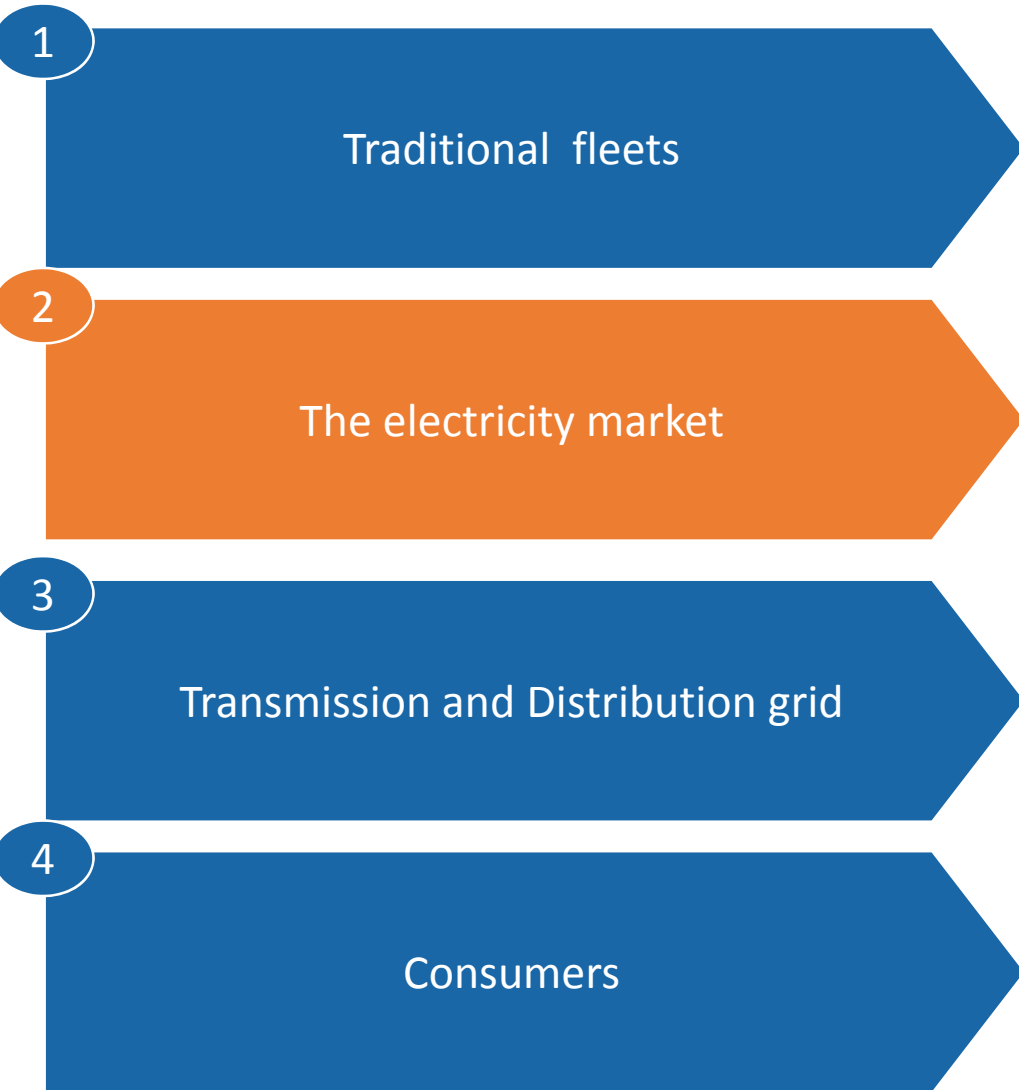 1
Traditional  fleets
2
The electricity market
3
Transmission and Distribution grid
4
Consumers